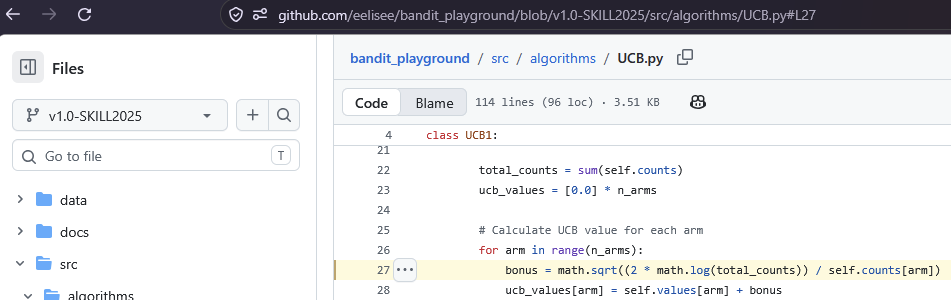 github.com/eelisee/bandit_playground/blob/v1.0-SKILL2025/src/algorithms/UCB.py#L27
Files
v1.0-SKILL2025
Go to file
T
data
docs
src
algorithms
bandit_playground / src / algorithms / UCB.py
Code Blame 114 lines (96 loc) · 3.51 KB
4 class UCB1:
21
22 total_counts = sum(self.counts)
23 ucb_values = [0.0] * n_arms
24
25 # Calculate UCB value for each arm
26 for arm in range(n_arms):
27 ... bonus = math.sqrt((2 * math.log(total_counts)) / self.counts[arm])
28 ucb_values[arm] = self.values[arm] + bonus